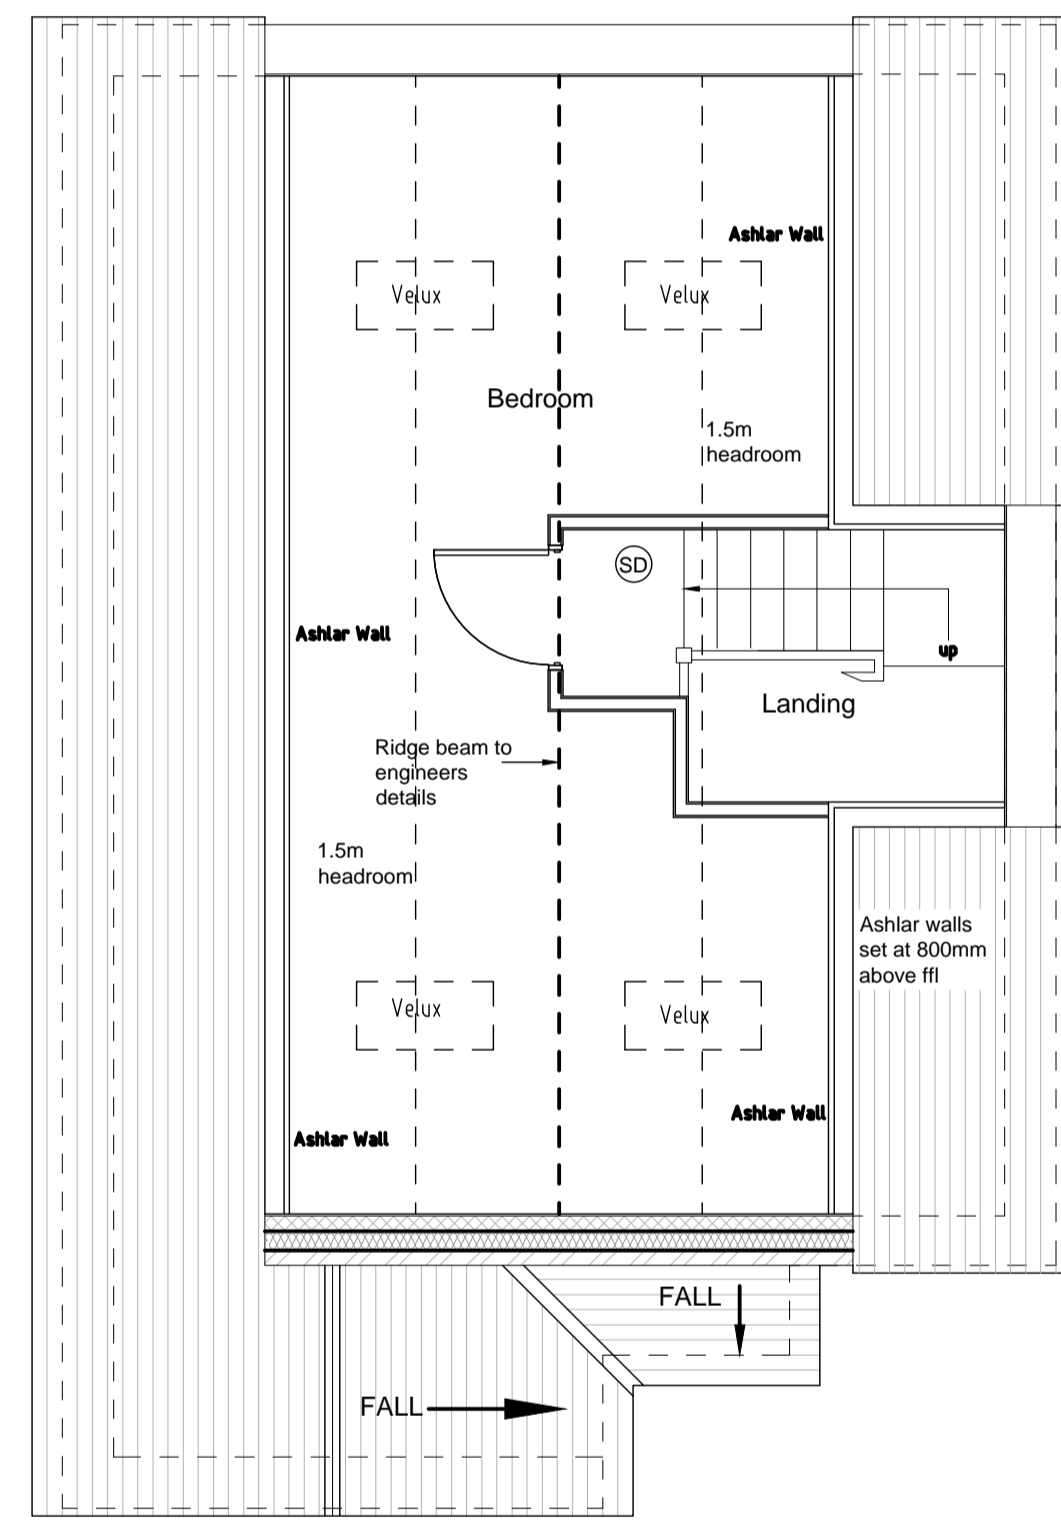 Ashlar Wall
Velux
Velux
Bedroom
1.5m
headroom
SD
Ashlar Wall
up
Landing
Ridge beam to
engineers
details
1.5m
headroom
Ashlar walls
set at 800mm
above ffl
Velux
Velux
Ashlar Wall
Ashlar Wall
FALL
FALL